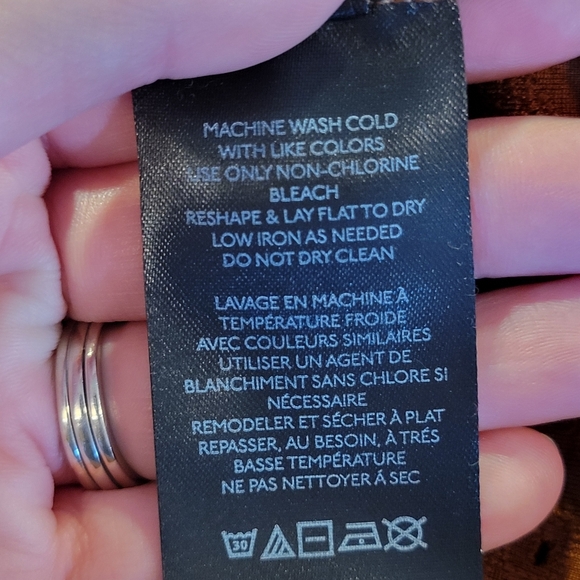 MACHINE WASH COLD
WITH LIKE COLORS
USE ONLY NON-CHLORINE
BLEACH
RESHAPE & LAY FLAT TO DRY
LOW IRON AS NEEDED
DO NOT DRY CLEAN
LAVAGE EN MACHINE À
TEMPÉRATURE FROIDE
AVEC COULEURS SIMILAIRES
UTILISER UN AGENT DE
BLANCHIMENT SANS CHLORE SI
NÉCESSAIRE
REMODELER ET SÉCHER À PLAT
REPASSER, AU BESOIN, À TRÉS
BASSE TEMPÉRATURE
NE PAS NETTOYER À SEC
30